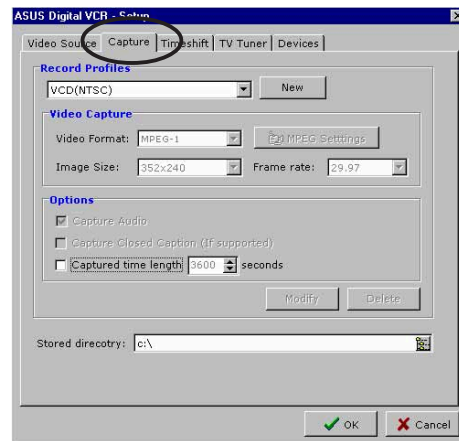 ASUS Digital VCR - Setup
Video Source Capture Timeshift TV Tuner Devices
Record Profiles
VCD(NTSC) New
Video Capture
Video Format: MPEG-1 MPEG Setttings
Image Size: 352x240 Frame rate: 29.97
Options
Capture Audio
Capture Closed Caption (If supported)
Captured time length 3600 seconds
Modify Delete
Stored direcotry: c:\
OK Cancel